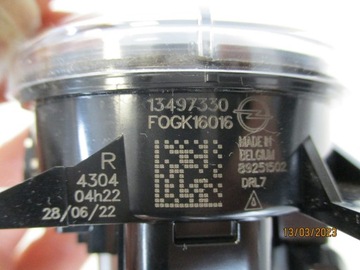 13497330
FOGK16016
MADE IN
BELGIUM
89251502
DRL7
R
4304
04h22
28/06/22
13/03/2023